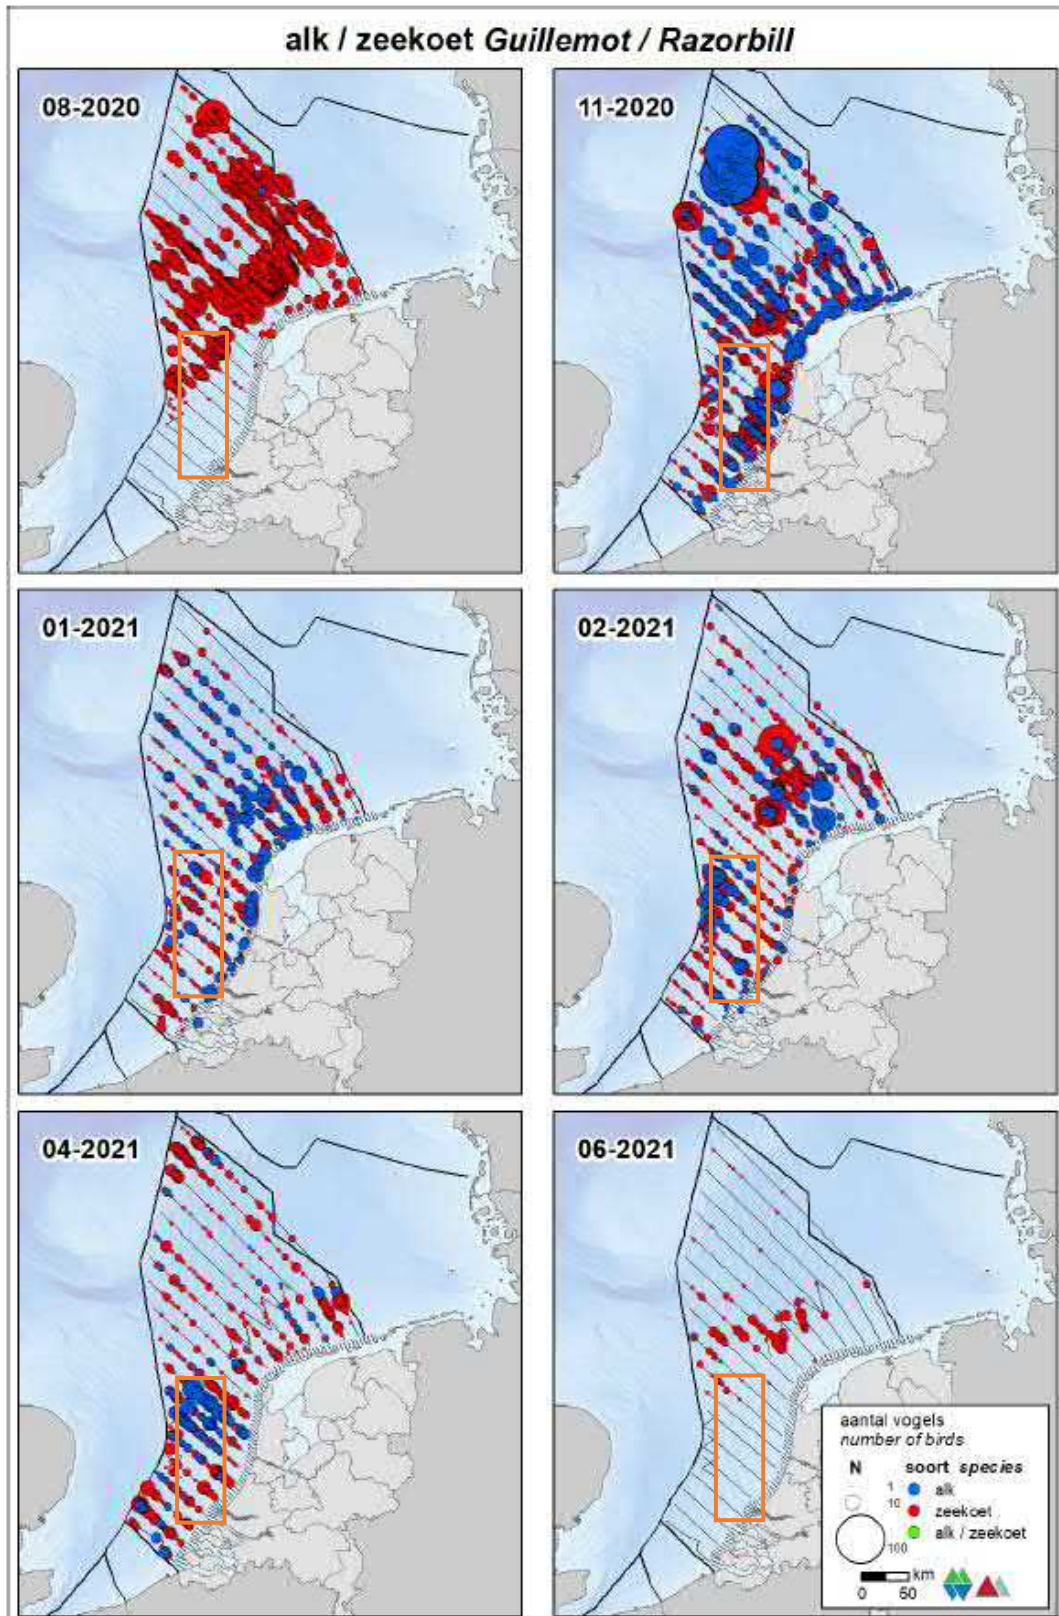 alk / zeekoet Guillemot / Razorbill
08-2020
11-2020
01-2021
02-2021
04-2021
06-2021
aantal vogels
number of birds
N soort species
1 alk
10 zeekoet
100 alk / zeekoet
km
0 50